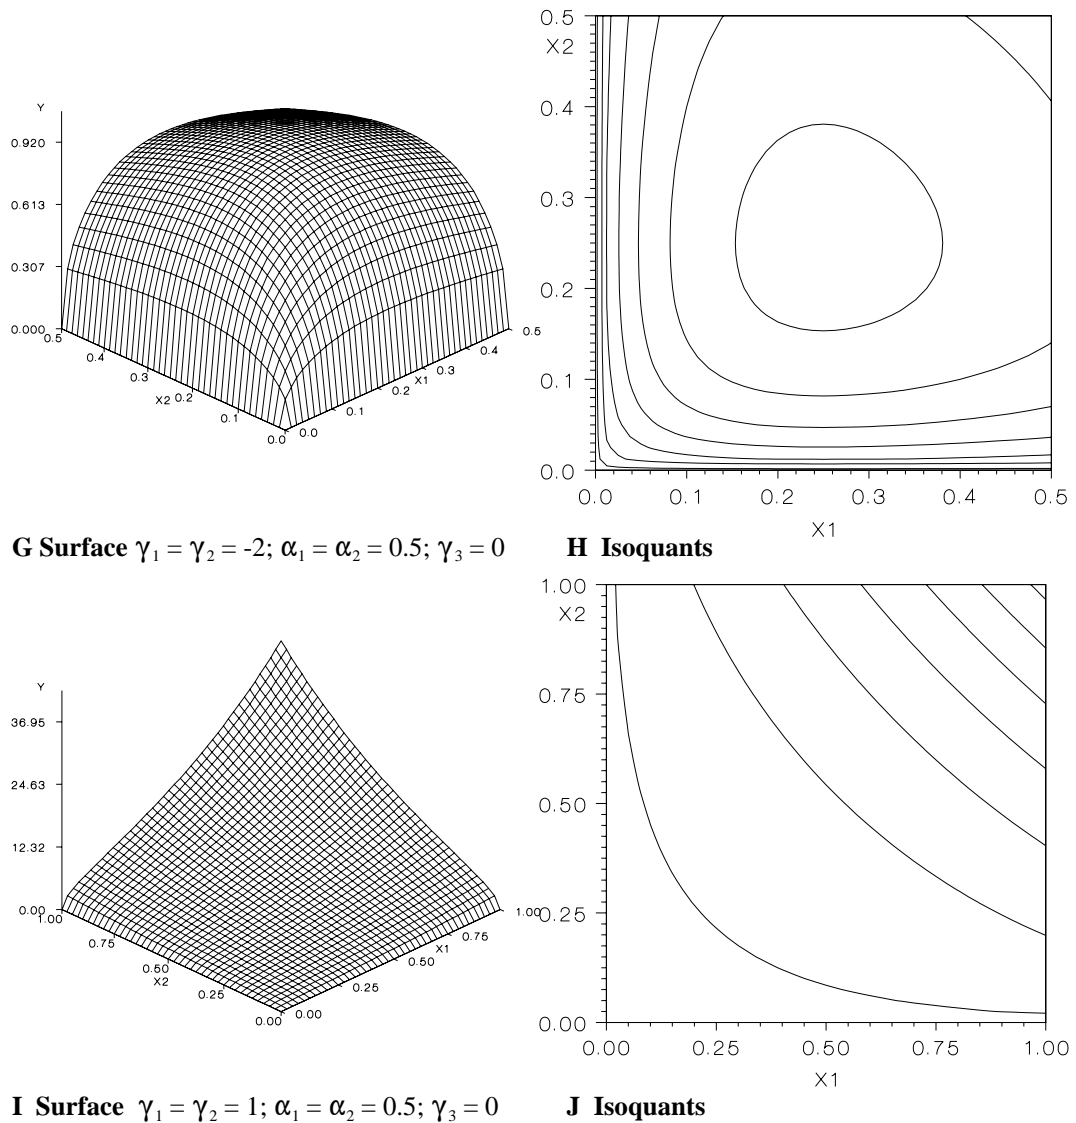 Y
0.920
0.613
0.307
0.000
0.5
0.4
0.3
X2 0.2
0.1
0.0
0.0
0.1
0.2
X1
0.3
0.4
0.5
0.5
X2
0.4
0.3
0.2
0.1
0.0
0.0 0.1 0.2 0.3 0.4 0.5
X1
G Surface γ₁ = γ₂ = -2; α₁ = α₂ = 0.5; γ₃ = 0
H Isoquants
Y
36.95
24.63
12.32
0.00
1.00
0.75
0.50
X2
0.25
0.00
0.00
0.25
0.50
X1
0.75
1.00
1.00
X2
0.75
0.50
0.25
0.00
0.00 0.25 0.50 0.75 1.00
X1
I Surface γ₁ = γ₂ = 1; α₁ = α₂ = 0.5; γ₃ = 0
J Isoquants